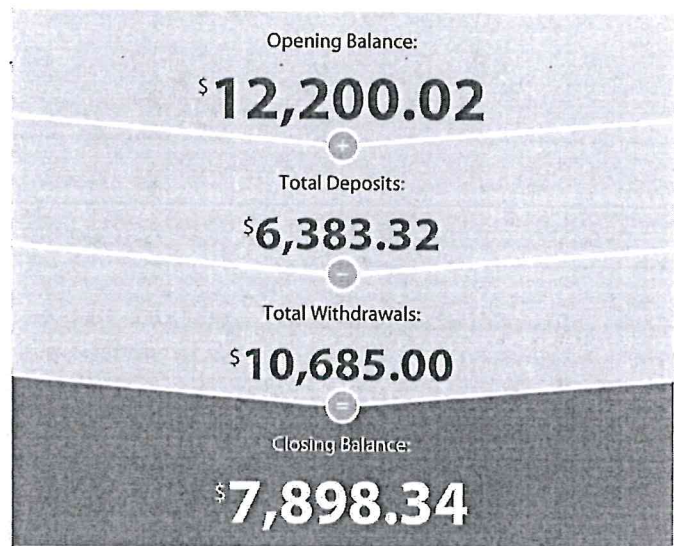 Opening Balance:
$12,200.02
+
Total Deposits:
$6,383.32
−
Total Withdrawals:
$10,685.00
=
Closing Balance:
$7,898.34